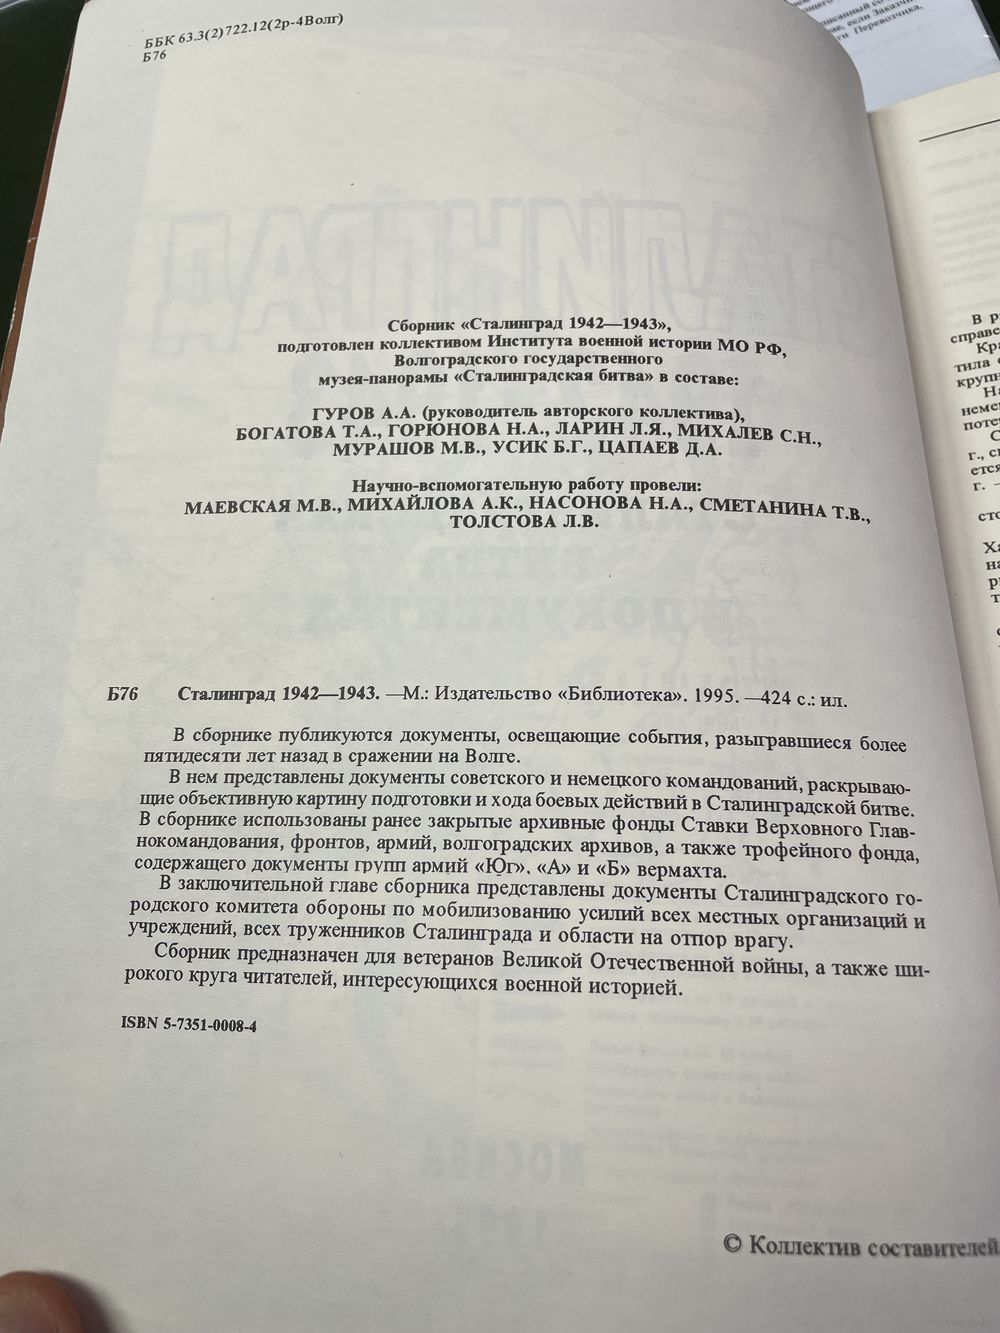 ББК 63.3(2)722.12(2р-4Волг)
Б76
Сборник «Сталинград 1942—1943»,
подготовлен коллективом Института военной истории МО РФ,
Волгоградского государственного
музея-панорамы «Сталинградская битва» в составе:
ГУРОВ А.А. (руководитель авторского коллектива),
БОГАТОВА Т.А., ГОРЮНОВА Н.А., ЛАРИН Л.Я., МИХАЛЕВ С.Н.,
МУРАШОВ М.В., УСИК Б.Г., ЦАПАЕВ Д.А.
Научно-вспомогательную работу провели:
МАЕВСКАЯ М.В., МИХАЙЛОВА А.К., НАСОНОВА Н.А., СМЕТАНИНА Т.В.,
ТОЛСТОВА Л.В.
Б76 Сталинград 1942—1943. —М.: Издательство «Библиотека». 1995. —424 с.: ил.
В сборнике публикуются документы, освещающие события, разыгравшиеся более
пятидесяти лет назад в сражении на Волге.
В нем представлены документы советского и немецкого командований, раскрываю-
щие объективную картину подготовки и хода боевых действий в Сталинградской битве.
В сборнике использованы ранее закрытые архивные фонды Ставки Верховного Глав-
нокомандования, фронтов, армий, волгоградских архивов, а также трофейного фонда,
содержащего документы групп армий «Юг», «А» и «Б» вермахта.
В заключительной главе сборника представлены документы Сталинградского го-
родского комитета обороны по мобилизованию усилий всех местных организаций и
учреждений, всех труженников Сталинграда и области на отпор врагу.
Сборник предназначен для ветеранов Великой Отечественной войны, а также ши-
рокого круга читателей, интересующихся военной историей.
ISBN 5-7351-0008-4
© Коллектив составителей